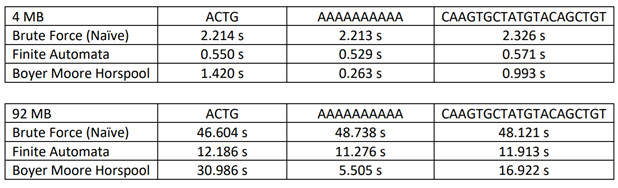 4 MB ACTG AAAAAAAAAA CAAGTGCTATGTACAGCTGT
Brute Force (Naïve) 2.214 s 2.213 s 2.326 s
Finite Automata 0.550 s 0.529 s 0.571 s
Boyer Moore Horspool 1.420 s 0.263 s 0.993 s
92 MB ACTG AAAAAAAAAA CAAGTGCTATGTACAGCTGT
Brute Force (Naïve) 46.604 s 48.738 s 48.121 s
Finite Automata 12.186 s 11.276 s 11.913 s
Boyer Moore Horspool 30.986 s 5.505 s 16.922 s